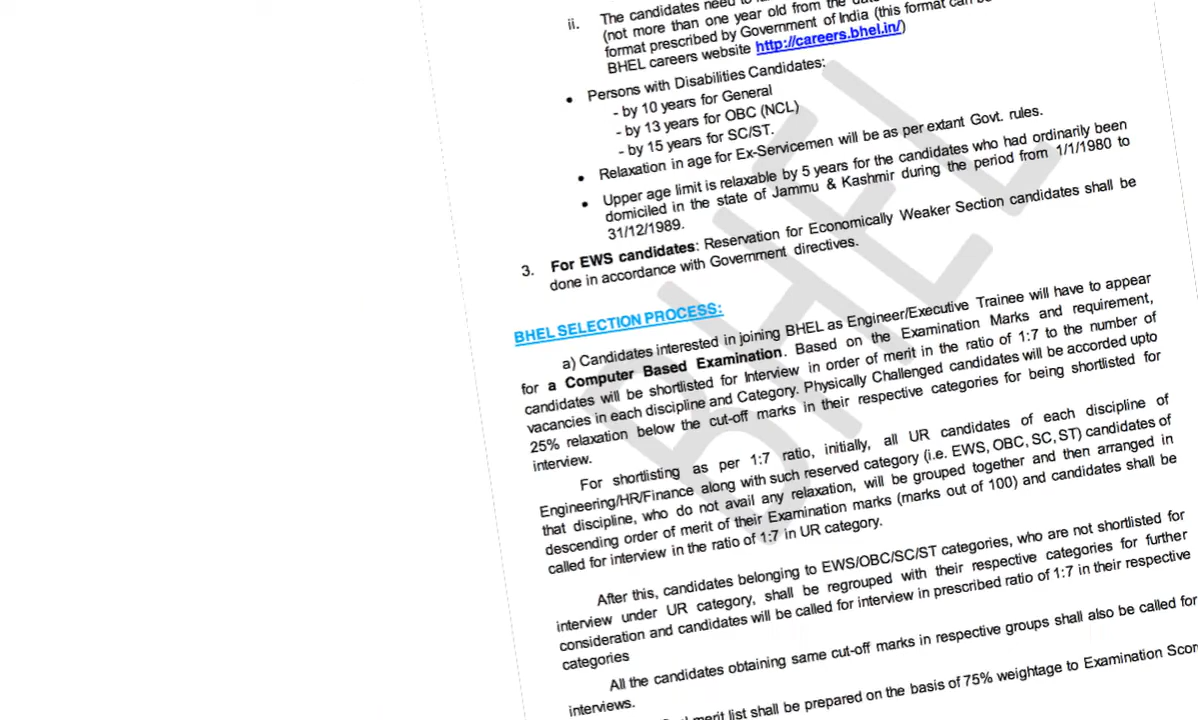 ii. The candidates need to
(not more than one year old from the
format prescribed by Government of India (this format can be
BHEL careers website http://careers.bhel.in/)
• Persons with Disabilities Candidates:
- by 10 years for General
- by 13 years for OBC (NCL)
- by 15 years for SC/ST.
• Relaxation in age for Ex-Servicemen will be as per extant Govt. rules.
• Upper age limit is relaxable by 5 years for the candidates who had ordinarily been
domiciled in the state of Jammu & Kashmir during the period from 1/1/1980 to
31/12/1989.
3. For EWS candidates: Reservation for Economically Weaker Section candidates shall be
done in accordance with Government directives.
BHEL SELECTION PROCESS:
a) Candidates interested in joining BHEL as Engineer/Executive Trainee will have to appear
for a Computer Based Examination. Based on the Examination Marks and requirement,
candidates will be shortlisted for Interview in order of merit in the ratio of 1:7 to the number of
vacancies in each discipline and Category. Physically Challenged candidates will be accorded upto
25% relaxation below the cut-off marks in their respective categories for being shortlisted for
interview.
For shortlisting as per 1:7 ratio, initially, all UR candidates of each discipline of
Engineering/HR/Finance along with such reserved category (i.e. EWS, OBC, SC, ST) candidates of
that discipline, who do not avail any relaxation, will be grouped together and then arranged in
descending order of merit of their Examination marks (marks out of 100) and candidates shall be
called for interview in the ratio of 1:7 in UR category.
After this, candidates belonging to EWS/OBC/SC/ST categories, who are not shortlisted for
interview under UR category, shall be regrouped with their respective categories for further
consideration and candidates will be called for interview in prescribed ratio of 1:7 in their respective
categories
All the candidates obtaining same cut-off marks in respective groups shall also be called for
interviews.
merit list shall be prepared on the basis of 75% weightage to Examination Score
BHEL